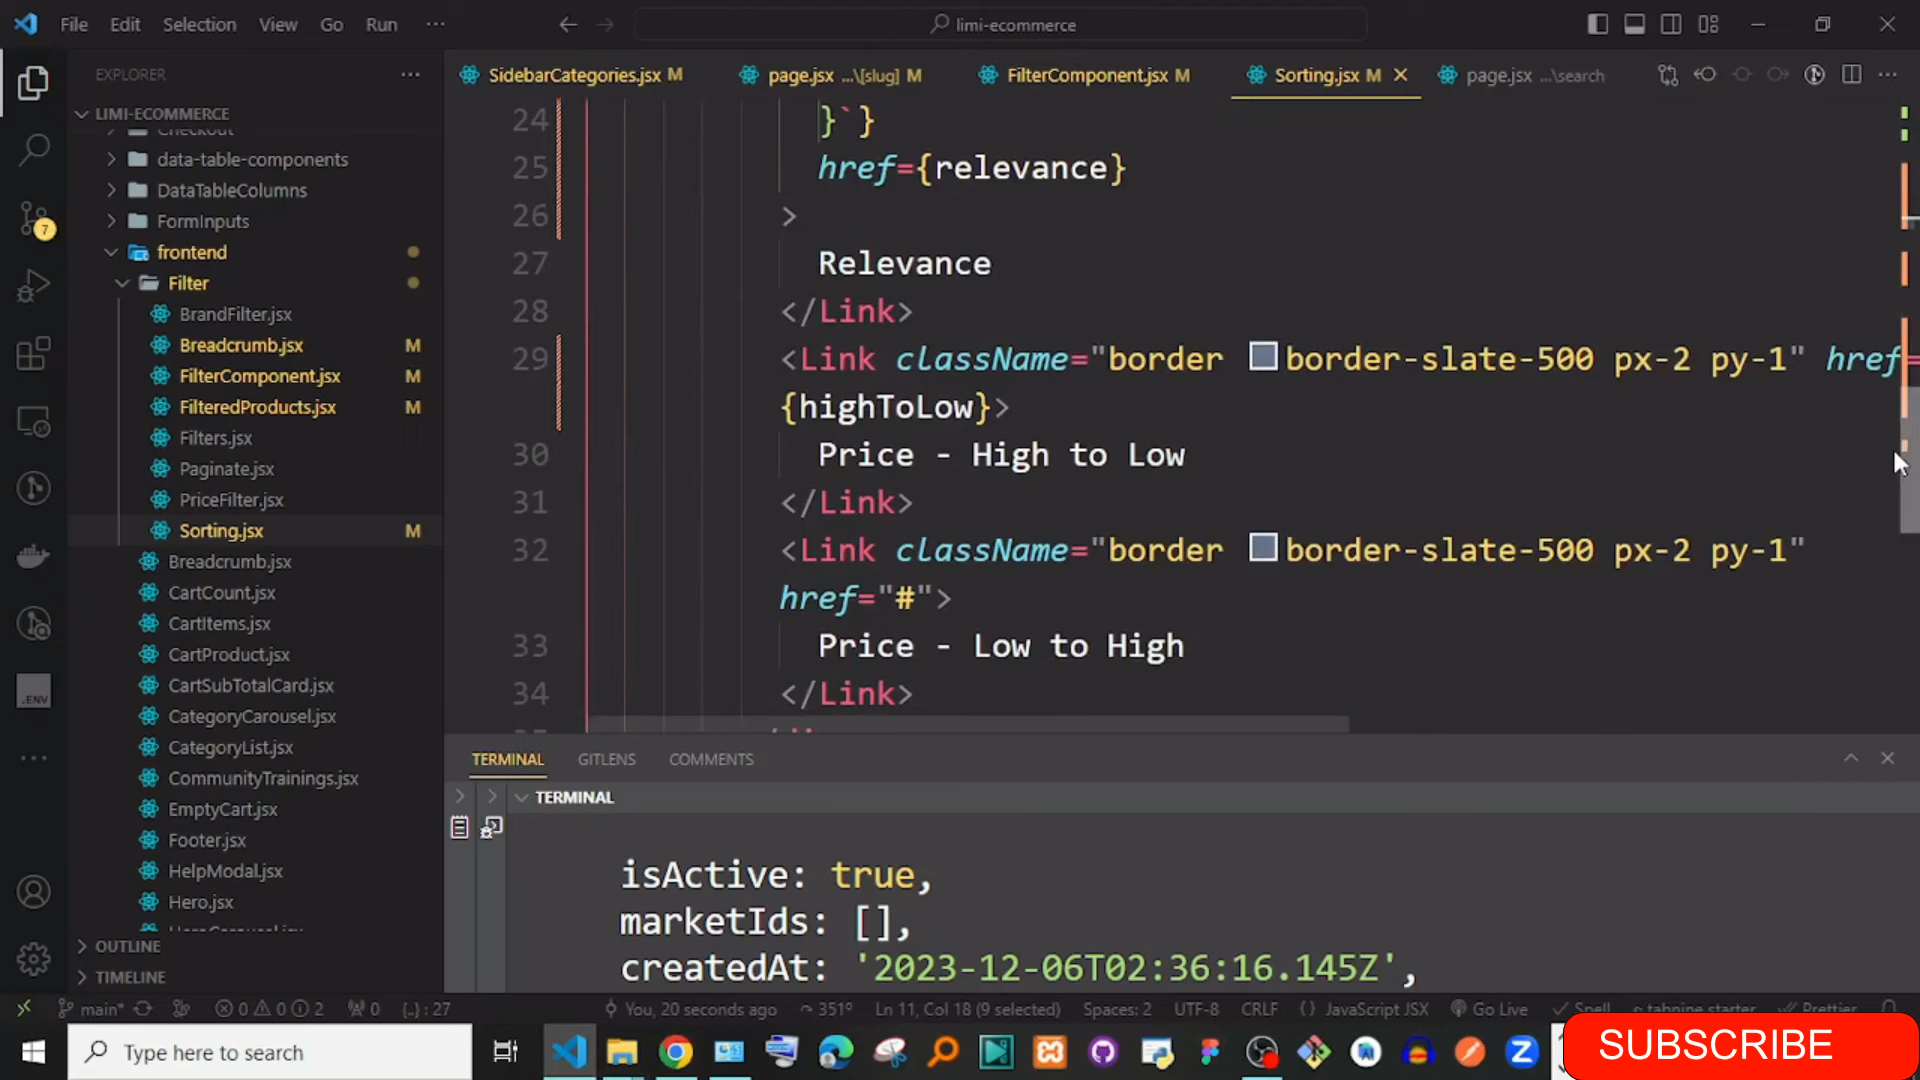 File Edit Selection View Go Run ··· limi-ecommerce
EXPLORER ···
SidebarCategories.jsx M page.jsx ...\[slug] M FilterComponent.jsx M Sorting.jsx M page.jsx ...\search
LIMI-ECOMMERCE
Checkout
data-table-components
DataTableColumns
FormInputs
frontend
Filter
BrandFilter.jsx
Breadcrumb.jsx M
FilterComponent.jsx M
FilteredProducts.jsx M
Filters.jsx
Paginate.jsx
PriceFilter.jsx
Sorting.jsx M
Breadcrumb.jsx
CartCount.jsx
CartItems.jsx
CartProduct.jsx
CartSubTotalCard.jsx
CategoryCarousel.jsx
CategoryList.jsx
CommunityTrainings.jsx
EmptyCart.jsx
Footer.jsx
HelpModal.jsx
Hero.jsx
OUTLINE
TIMELINE
7
.ENV
24 }`}
25 href={relevance}
26 >
27 Relevance
28 </Link>
29 <Link className="border border-slate-500 px-2 py-1" href=
{highToLow}>
30 Price - High to Low
31 </Link>
32 <Link className="border border-slate-500 px-2 py-1"
href="#">
33 Price - Low to High
34 </Link>
TERMINAL GITLENS COMMENTS
TERMINAL
isActive: true,
marketIds: [],
createdAt: '2023-12-06T02:36:16.145Z',
main* 0 0 2 0 {..} : 27 You, 20 seconds ago 351° Ln 11, Col 18 (9 selected) Spaces: 2 UTF-8 CRLF {} JavaScript JSX Go Live Spell tabnine starter Prettier
Type here to search
SUBSCRIBE